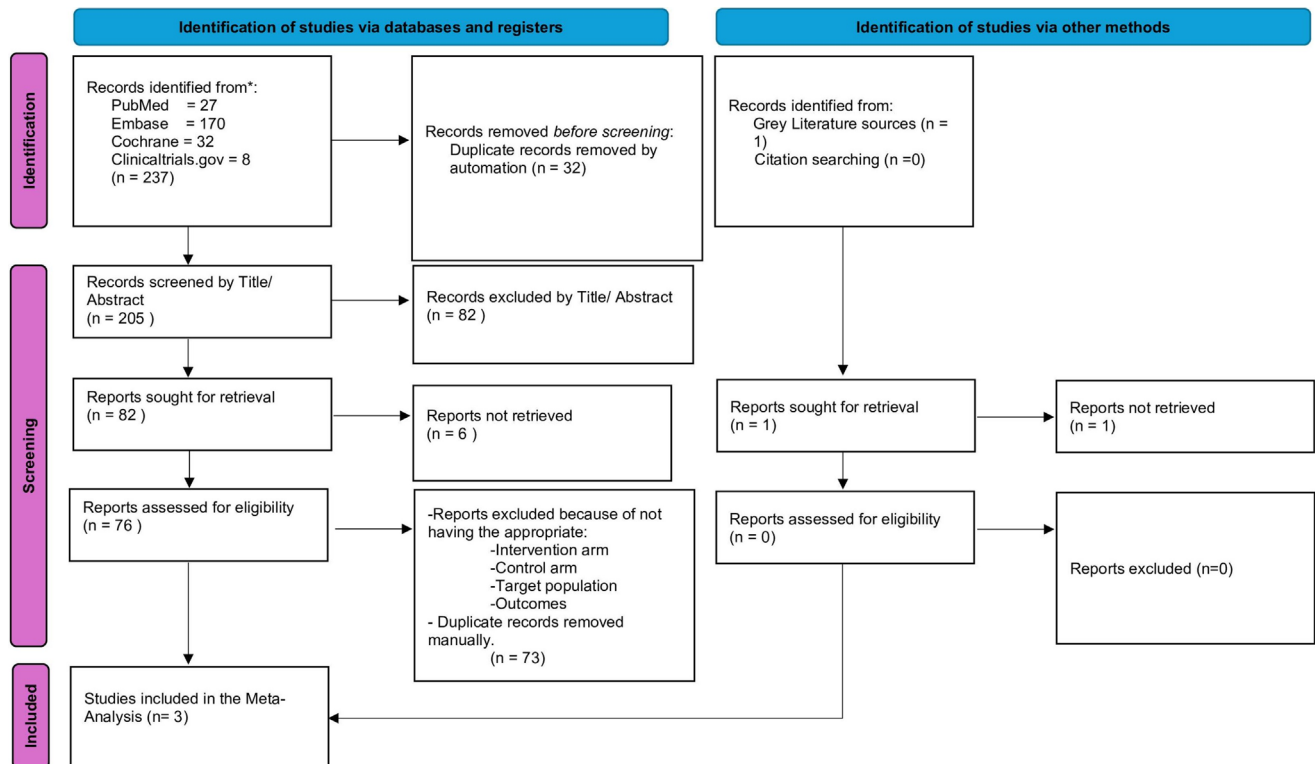 Identification of studies via databases and registers
Identification of studies via other methods
Identification
Records identified from*:
PubMed = 27
Embase = 170
Cochrane = 32
Clinicaltrials.gov = 8
(n = 237)
Records removed before screening:
Duplicate records removed by
automation (n = 32)
Records identified from:
Grey Literature sources (n =
1)
Citation searching (n =0)
Screening
Records screened by Title/
Abstract
(n = 205 )
Records excluded by Title/ Abstract
(n = 82 )
Reports sought for retrieval
(n = 82 )
Reports not retrieved
(n = 6 )
Reports sought for retrieval
(n = 1)
Reports not retrieved
(n = 1)
Reports assessed for eligibility
(n = 76 )
-Reports excluded because of not
having the appropriate:
-Intervention arm
-Control arm
-Target population
-Outcomes
- Duplicate records removed
manually.
(n = 73)
Reports assessed for eligibility
(n = 0)
Reports excluded (n=0)
Included
Studies included in the Meta-
Analysis (n= 3)